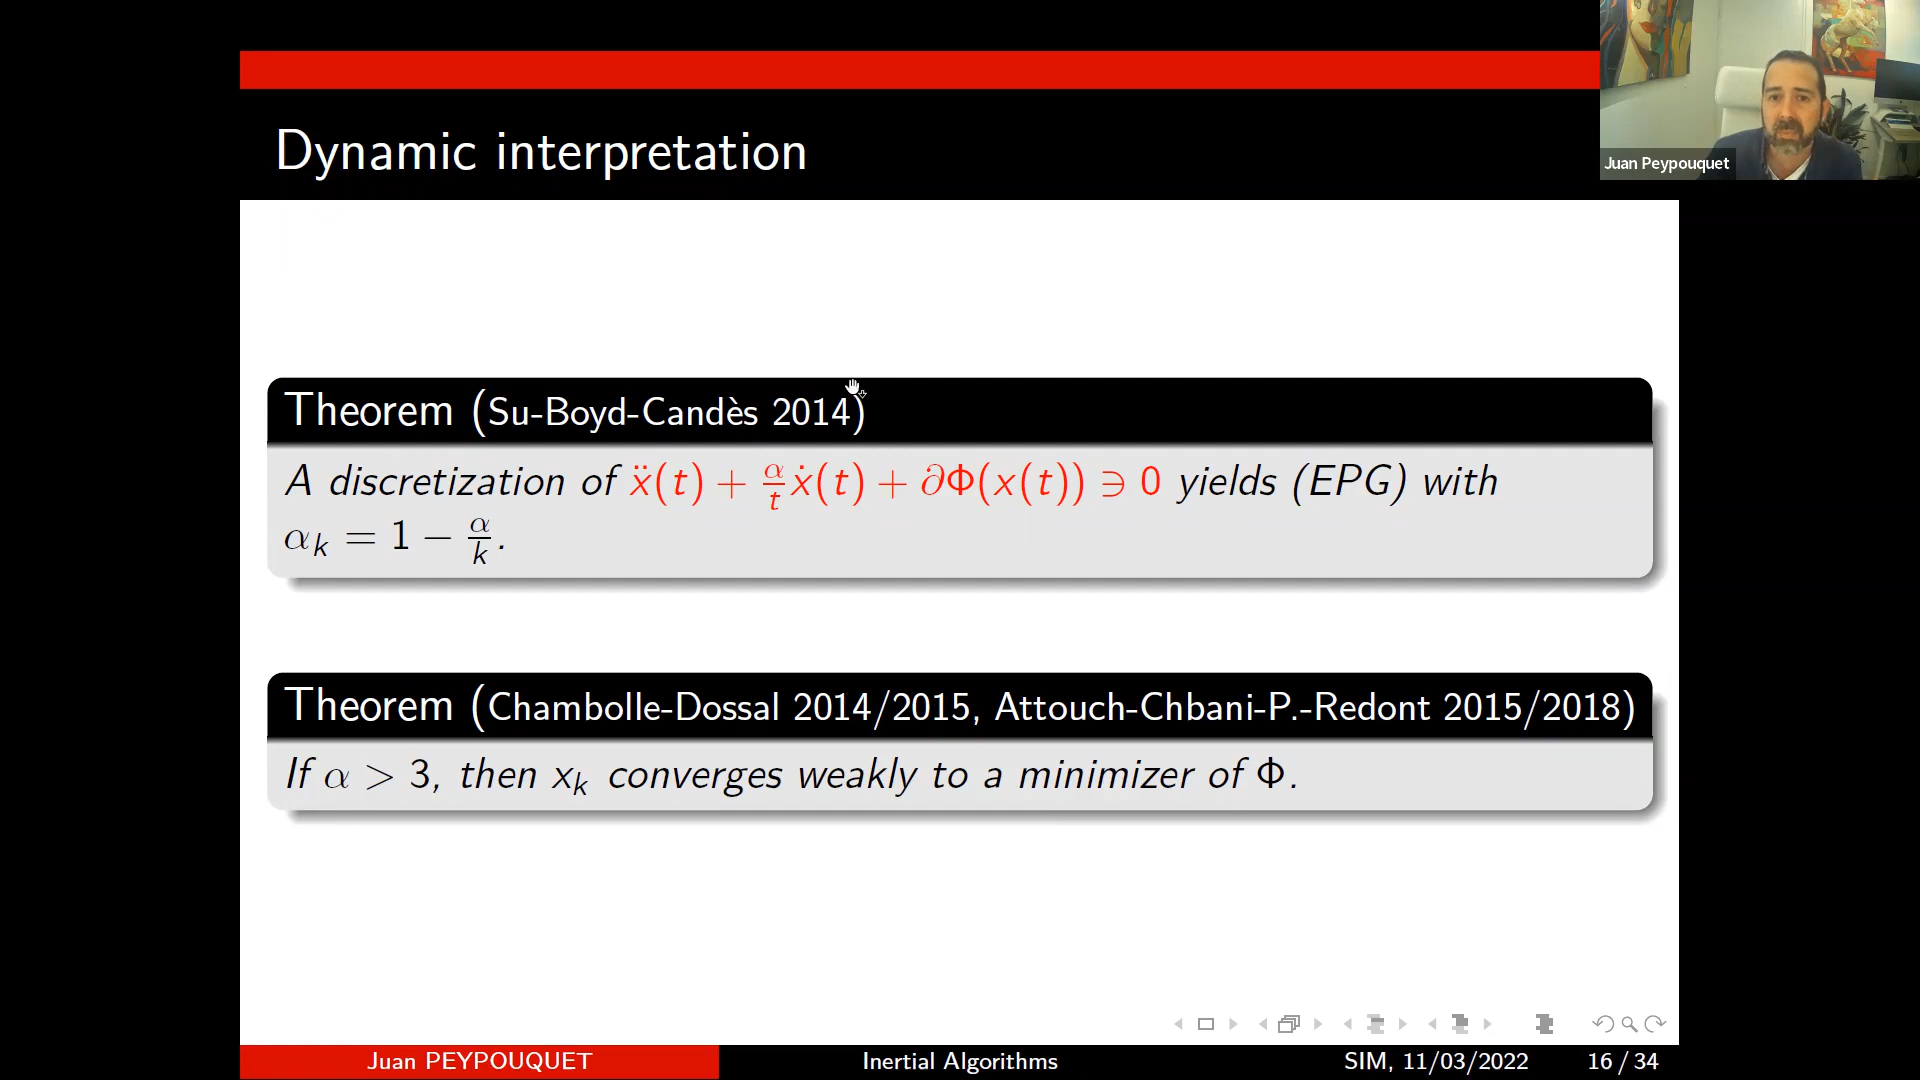 Dynamic interpretation
Juan Peypouquet
Theorem (Su-Boyd-Candès 2014)
A discretization of ẍ(t) + α/t ẋ(t) + ∂Φ(x(t)) ∋ 0 yields (EPG) with
αₖ = 1 − α/k.
Theorem (Chambolle-Dossal 2014/2015, Attouch-Chbani-P.-Redont 2015/2018)
If α > 3, then xₖ converges weakly to a minimizer of Φ.
Juan PEYPOUQUET
Inertial Algorithms
SIM, 11/03/2022
16 / 34